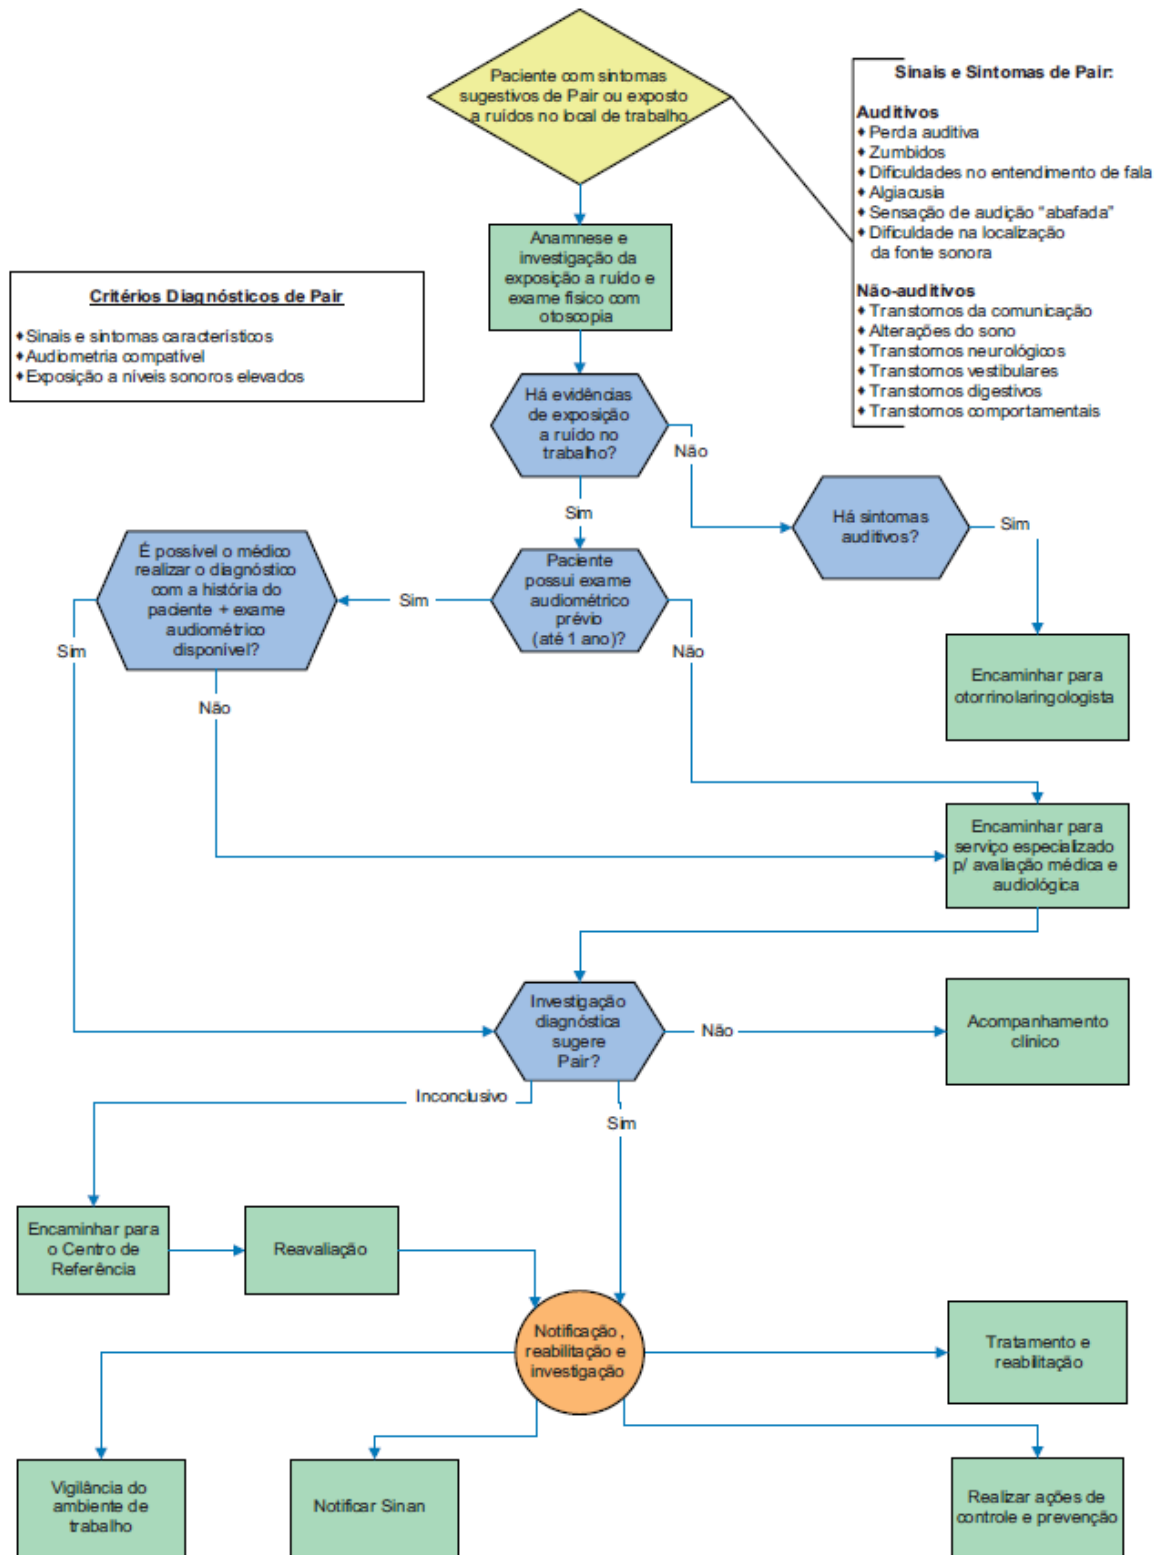 Paciente com sintomas
sugestivos de Pair ou exposto
a ruídos no local de trabalho
Sinais e Sintomas de Pair:
Auditivos
♦ Perda auditiva
♦ Zumbidos
♦ Dificuldades no entendimento de fala
♦ Algiacusia
♦ Sensação de audição “abafada”
♦ Dificuldade na localização
da fonte sonora
Não-auditivos
♦ Transtornos da comunicação
♦ Alterações do sono
♦ Transtornos neurológicos
♦ Transtornos vestibulares
♦ Transtornos digestivos
♦ Transtornos comportamentais
Anamnese e
investigação da
exposição a ruído e
exame físico com
otoscopia
Critérios Diagnósticos de Pair
♦ Sinais e sintomas característicos
♦ Audiometria compatível
♦ Exposição a níveis sonoros elevados
Há evidências
de exposição
a ruído no
trabalho?
Não
Sim
Há sintomas
auditivos?
Sim
É possível o médico
realizar o diagnóstico
com a história do
paciente + exame
audiométrico
disponível?
Sim
Paciente
possui exame
audiométrico
prévio
(até 1 ano)?
Sim
Não
Não
Encaminhar para
otorrinolaringologista
Encaminhar para
serviço especializado
p/ avaliação médica e
audiológica
Investigação
diagnóstica
sugere
Pair?
Não
Acompanhamento
clínico
Inconclusivo
Sim
Encaminhar para
o Centro de
Referência
Reavaliação
Notificação,
reabilitação e
investigação
Tratamento e
reabilitação
Vigilância do
ambiente de
trabalho
Notificar Sinan
Realizar ações de
controle e prevenção